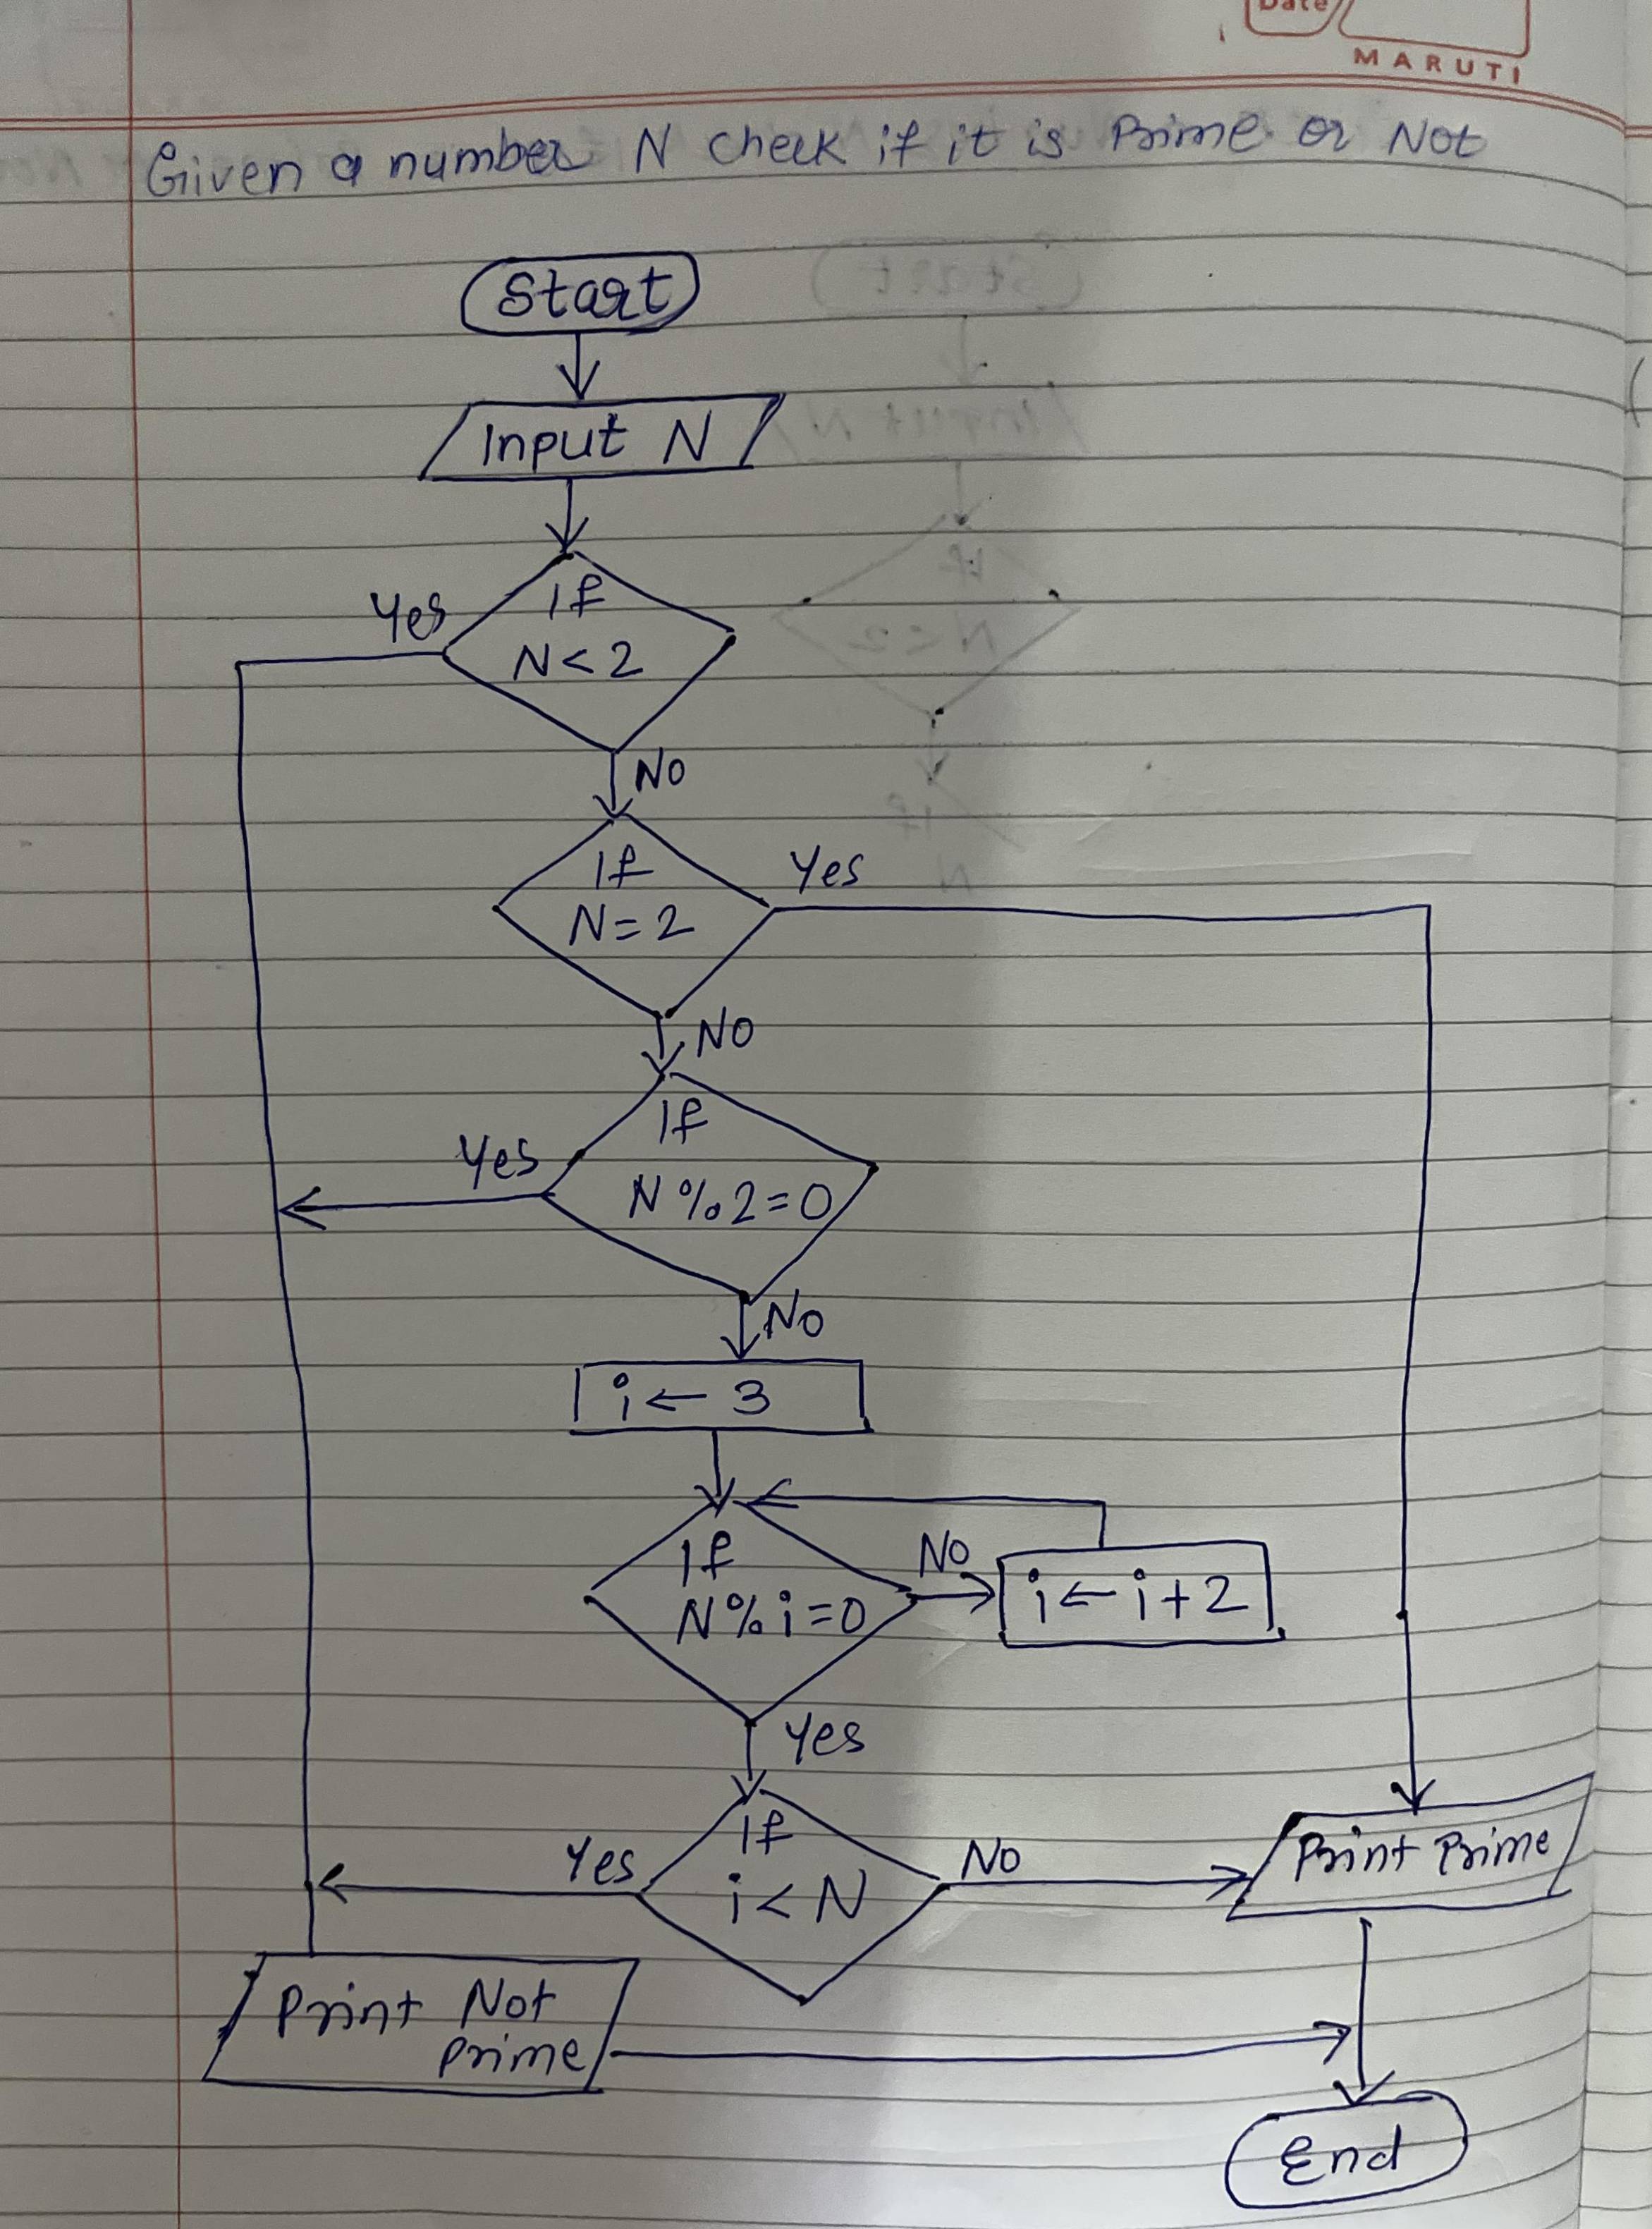 Date
MARUTI
Given a number N check if it is Prime or Not
Start
Input N
If
N<2
Yes
No
If
N=2
Yes
No
If
N%2=0
Yes
No
i ← 3
If
N%i=0
No
i ← i+2
Yes
If
i < N
Yes
No
Print Prime
Print Not
Prime
End